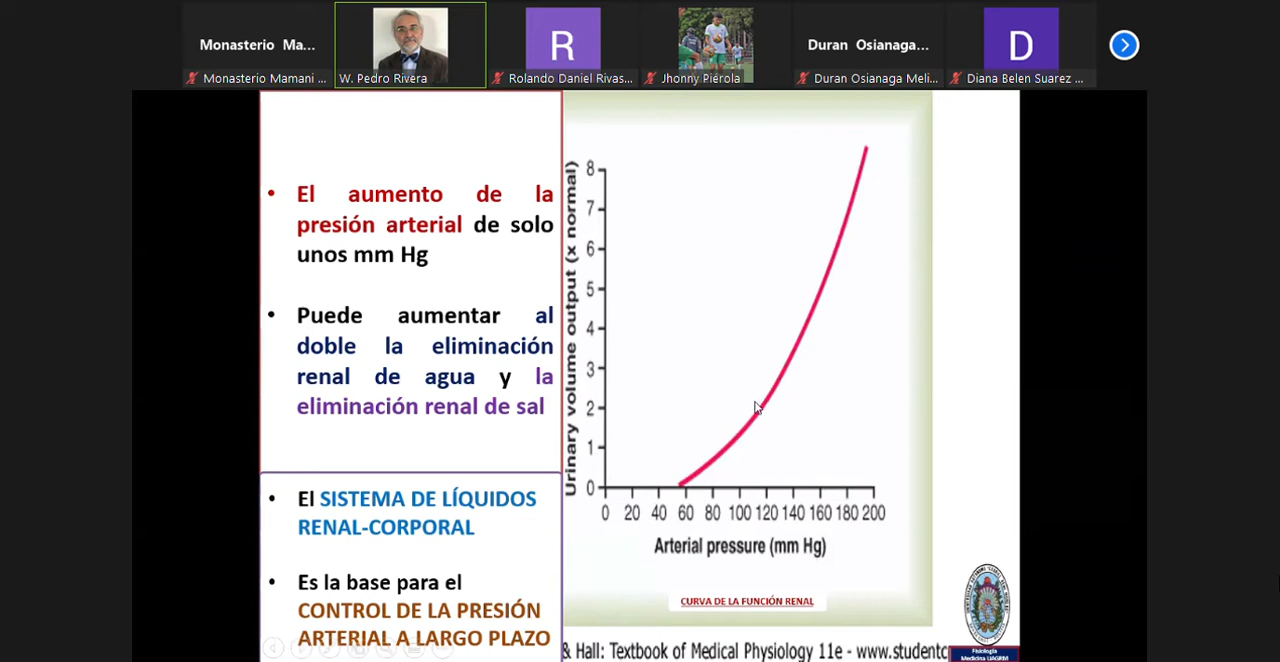 Monasterio Ma...
R
Duran Osianaga...
D
Monasterio Mamani ...
W. Pedro Rivera
Rolando Daniel Rivas...
Jhonny Piérola
Duran Osianaga Meli...
Diana Belen Suarez ...
• El aumento de la
presión arterial de solo
unos mm Hg
• Puede aumentar al
doble la eliminación
renal de agua y la
eliminación renal de sal
• El SISTEMA DE LÍQUIDOS
RENAL-CORPORAL
• Es la base para el
CONTROL DE LA PRESIÓN
ARTERIAL A LARGO PLAZO
Urinary volume output (x normal)
8
7
6
5
4
3
2
1
0
0 20 40 60 80 100 120 140 160 180 200
Arterial pressure (mm Hg)
CURVA DE LA FUNCIÓN RENAL
& Hall: Textbook of Medical Physiology 11e - www.studentc
Fisiología
Medicina UAGRM